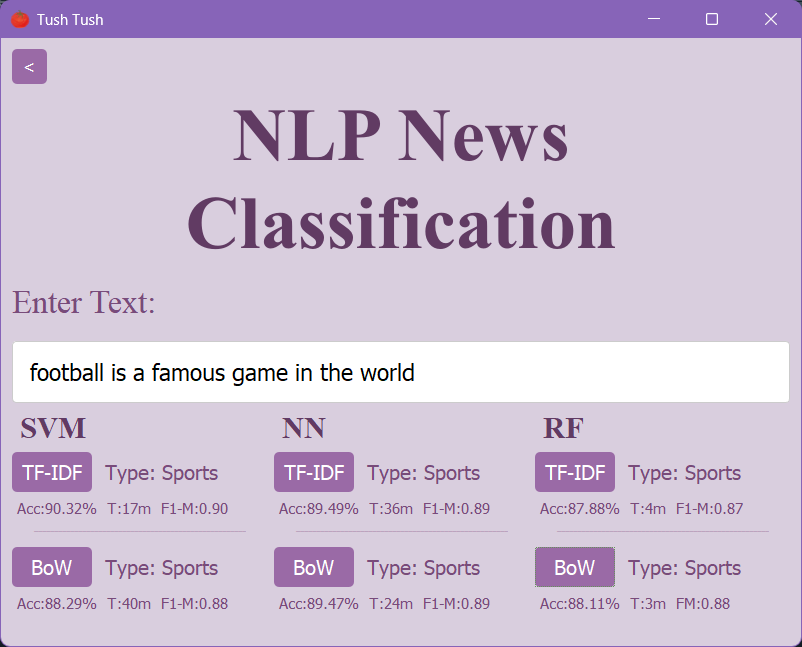 Tush Tush
<
NLP News
Classification
Enter Text:
football is a famous game in the world
SVM NN RF
TF-IDF Type: Sports TF-IDF Type: Sports TF-IDF Type: Sports
Acc:90.32% T:17m F1-M:0.90 Acc:89.49% T:36m F1-M:0.89 Acc:87.88% T:4m F1-M:0.87
BoW Type: Sports BoW Type: Sports BoW Type: Sports
Acc:88.29% T:40m F1-M:0.88 Acc:89.47% T:24m F1-M:0.89 Acc:88.11% T:3m FM:0.88